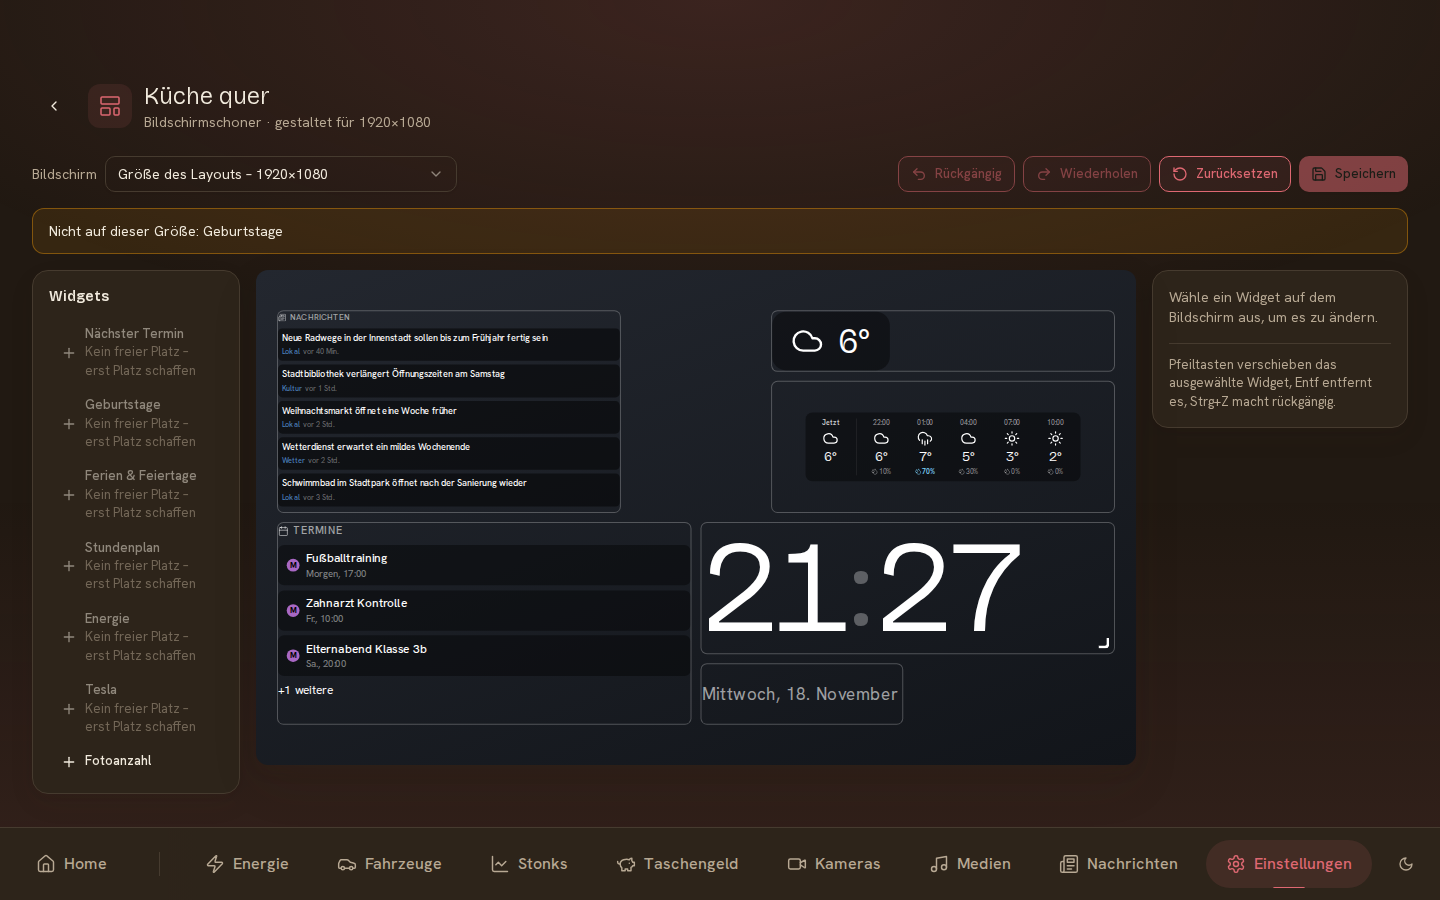 Küche quer
Bildschirmschoner · gestaltet für 1920×1080
Bildschirm
Größe des Layouts – 1920×1080
Rückgängig
Wiederholen
Zurücksetzen
Speichern
Nicht auf dieser Größe: Geburtstage
Widgets
Nächster Termin
Kein freier Platz –
erst Platz schaffen
Geburtstage
Kein freier Platz –
erst Platz schaffen
Ferien & Feiertage
Kein freier Platz –
erst Platz schaffen
Stundenplan
Kein freier Platz –
erst Platz schaffen
Energie
Kein freier Platz –
erst Platz schaffen
Tesla
Kein freier Platz –
erst Platz schaffen
Fotoanzahl
NACHRICHTEN
Neue Radwege in der Innenstadt sollen bis zum Frühjahr fertig sein
Lokal vor 40 Min.
Stadtbibliothek verlängert Öffnungszeiten am Samstag
Kultur vor 1 Std.
Weihnachtsmarkt öffnet eine Woche früher
Lokal vor 2 Std.
Wetterdienst erwartet ein mildes Wochenende
Wetter vor 2 Std.
Schwimmbad im Stadtpark öffnet nach der Sanierung wieder
Lokal vor 3 Std.
6°
Jetzt 22:00 01:00 04:00 07:00 10:00
6° 6° 7° 5° 3° 2°
10% 70% 30% 0% 0%
TERMINE
M
Fußballtraining
Morgen, 17:00
M
Zahnarzt Kontrolle
Fr., 10:00
M
Elternabend Klasse 3b
Sa., 20:00
+1 weitere
21:27
Mittwoch, 18. November
Wähle ein Widget auf dem
Bildschirm aus, um es zu ändern.
Pfeiltasten verschieben das
ausgewählte Widget, Entf entfernt
es, Strg+Z macht rückgängig.
Home
Energie
Fahrzeuge
Stonks
Taschengeld
Kameras
Medien
Nachrichten
Einstellungen